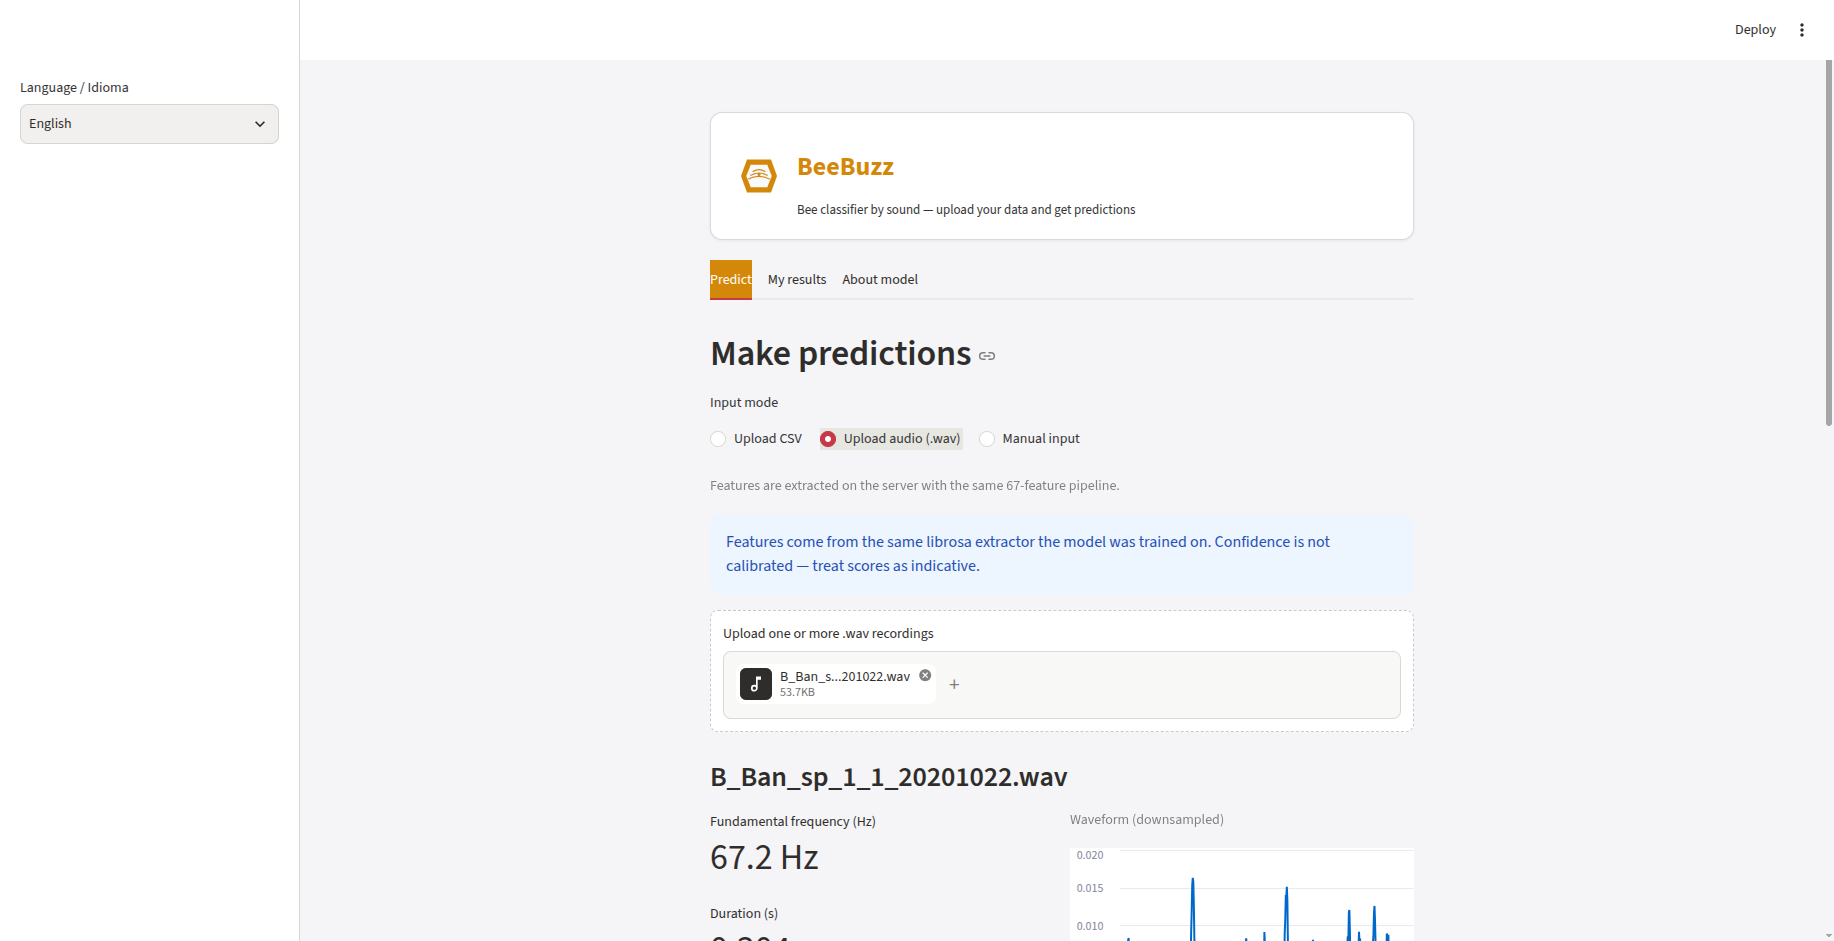 Deploy
Language / Idioma
English
BeeBuzz
Bee classifier by sound — upload your data and get predictions
Predict
My results
About model
Make predictions
Input mode
Upload CSV
Upload audio (.wav)
Manual input
Features are extracted on the server with the same 67-feature pipeline.
Features come from the same librosa extractor the model was trained on. Confidence is not
calibrated — treat scores as indicative.
Upload one or more .wav recordings
B_Ban_s...201022.wav
53.7KB
B_Ban_sp_1_1_20201022.wav
Fundamental frequency (Hz)
67.2 Hz
Duration (s)
Waveform (downsampled)
0.020
0.015
0.010